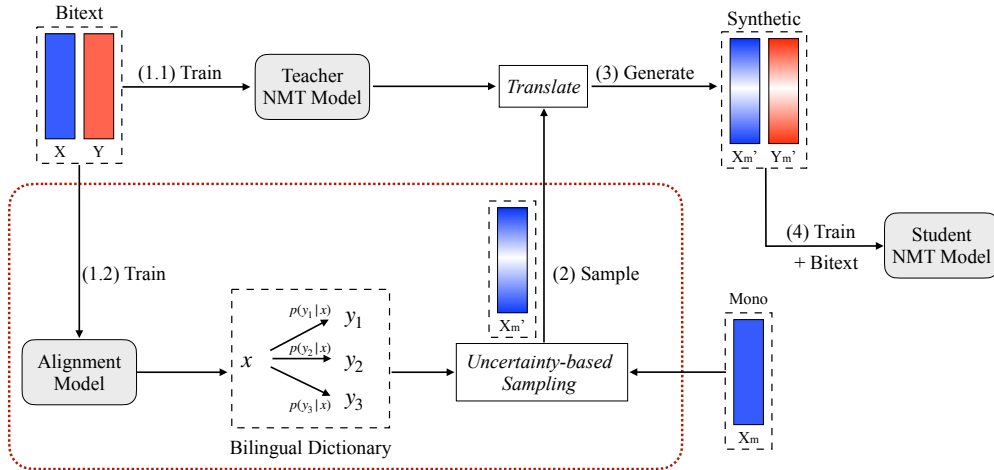 Bitext
X Y
(1.1) Train
Teacher
NMT Model
Translate
(3) Generate
Synthetic
Xm’ Ym’
(4) Train
+ Bitext
Student
NMT Model
(1.2) Train
Alignment
Model
x
p(y1|x)
y1
p(y2|x)
y2
p(y3|x)
y3
Bilingual Dictionary
Xm’
(2) Sample
Uncertainty-based
Sampling
Mono
Xm